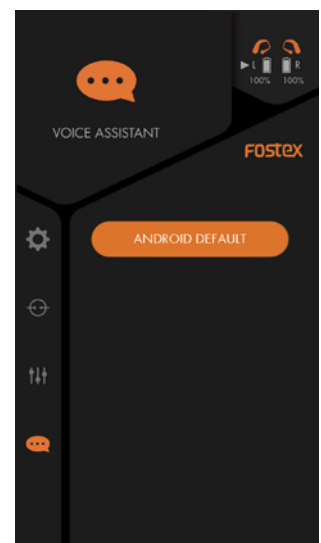 L R
100% 100%
VOICE ASSISTANT
FOSTEX
ANDROID DEFAULT